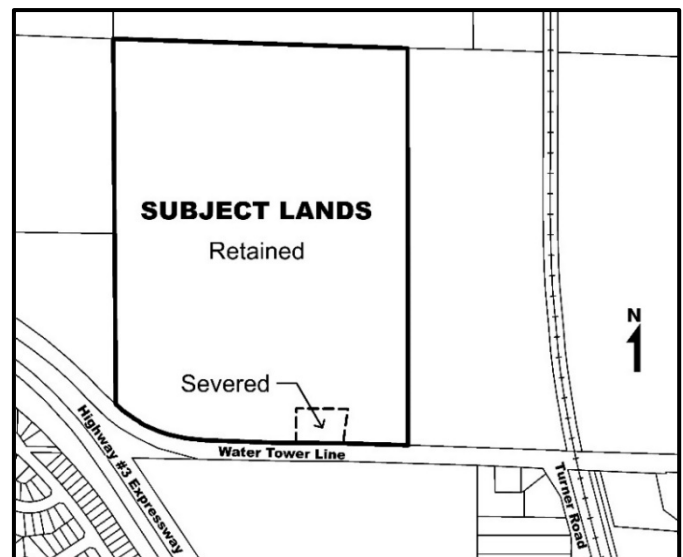 SUBJECT LANDS
Retained
N
Severed
Highway #3 Expressway
Water Tower Line
Turner Road